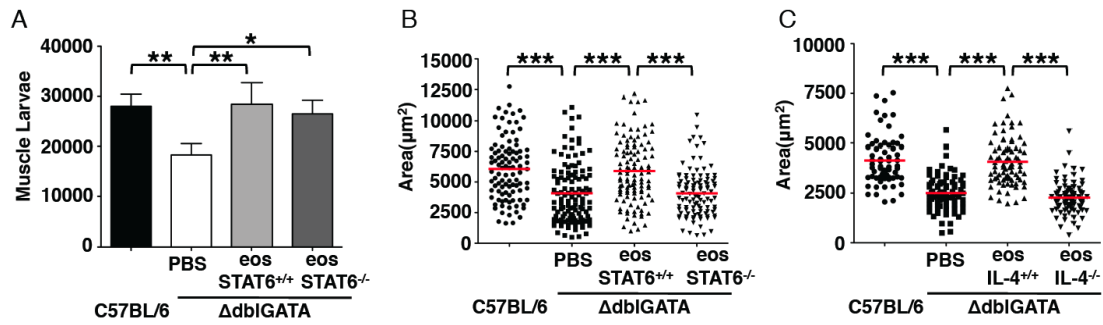 A
Muscle Larvae
40000
30000
20000
10000
0
** ** *
PBS eos STAT6+/+ eos STAT6-/-
C57BL/6 ΔdblGATA
B
Area(µm²)
15000
12500
10000
7500
5000
2500
0
*** *** ***
PBS eos STAT6+/+ eos STAT6-/-
C57BL/6 ΔdblGATA
C
Area(µm²)
10000
7500
5000
2500
0
*** *** ***
PBS eos IL-4+/+ eos IL-4-/-
C57BL/6 ΔdblGATA